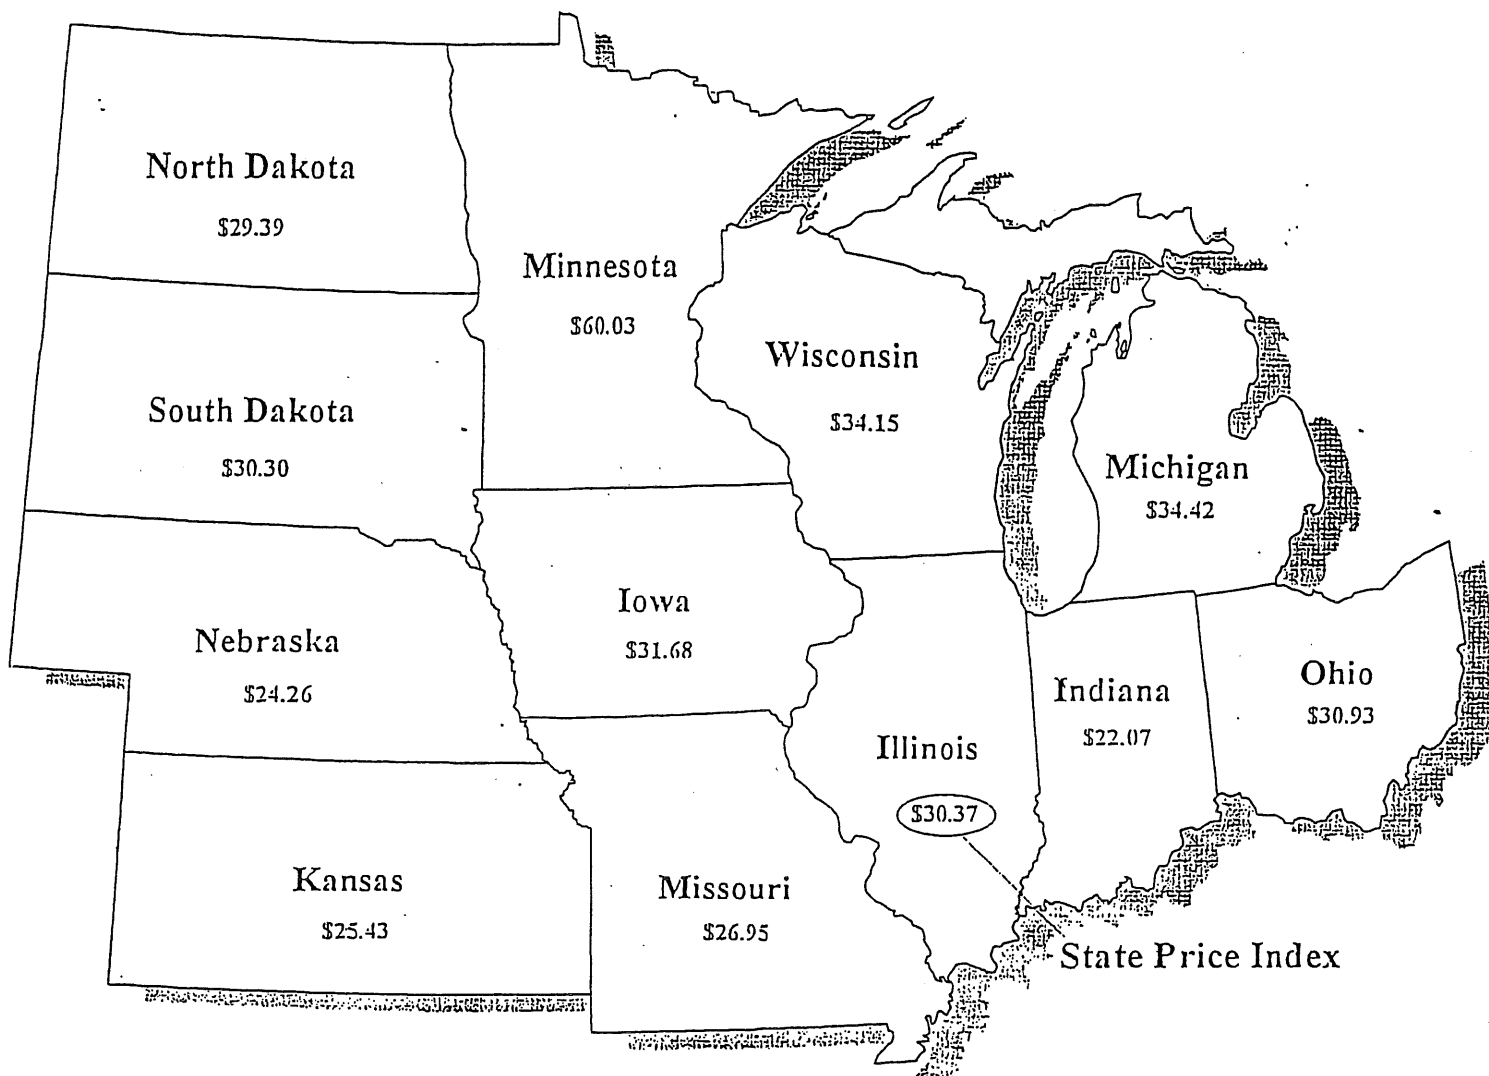 North Dakota
$29.39
Minnesota
$60.03
Wisconsin
$34.15
South Dakota
$30.30
Michigan
$34.42
Iowa
$31.68
Nebraska
$24.26
Ohio
$30.93
Indiana
$22.07
Illinois
$30.37
Kansas
$25.43
Missouri
$26.95
State Price Index